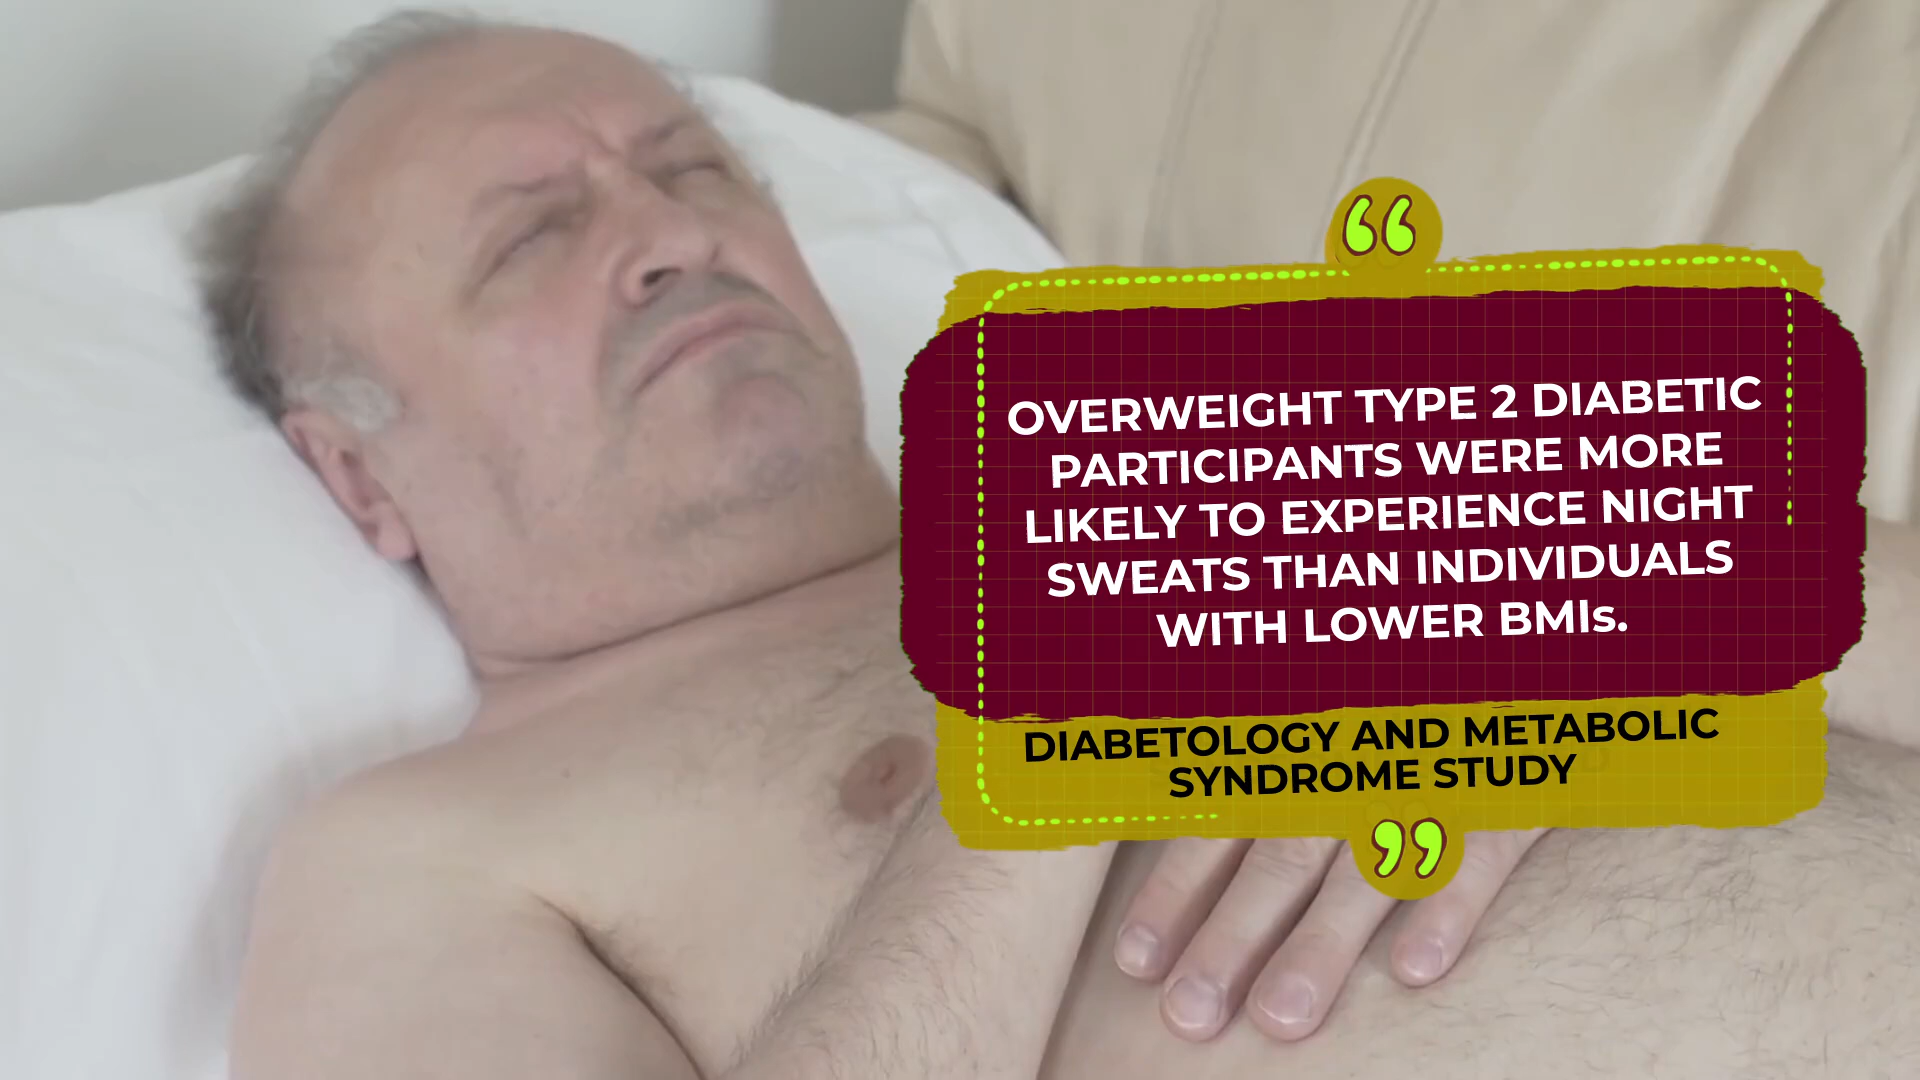 “
OVERWEIGHT TYPE 2 DIABETIC
PARTICIPANTS WERE MORE
LIKELY TO EXPERIENCE NIGHT
SWEATS THAN INDIVIDUALS
WITH LOWER BMIs.
DIABETOLOGY AND METABOLIC
SYNDROME STUDY
”